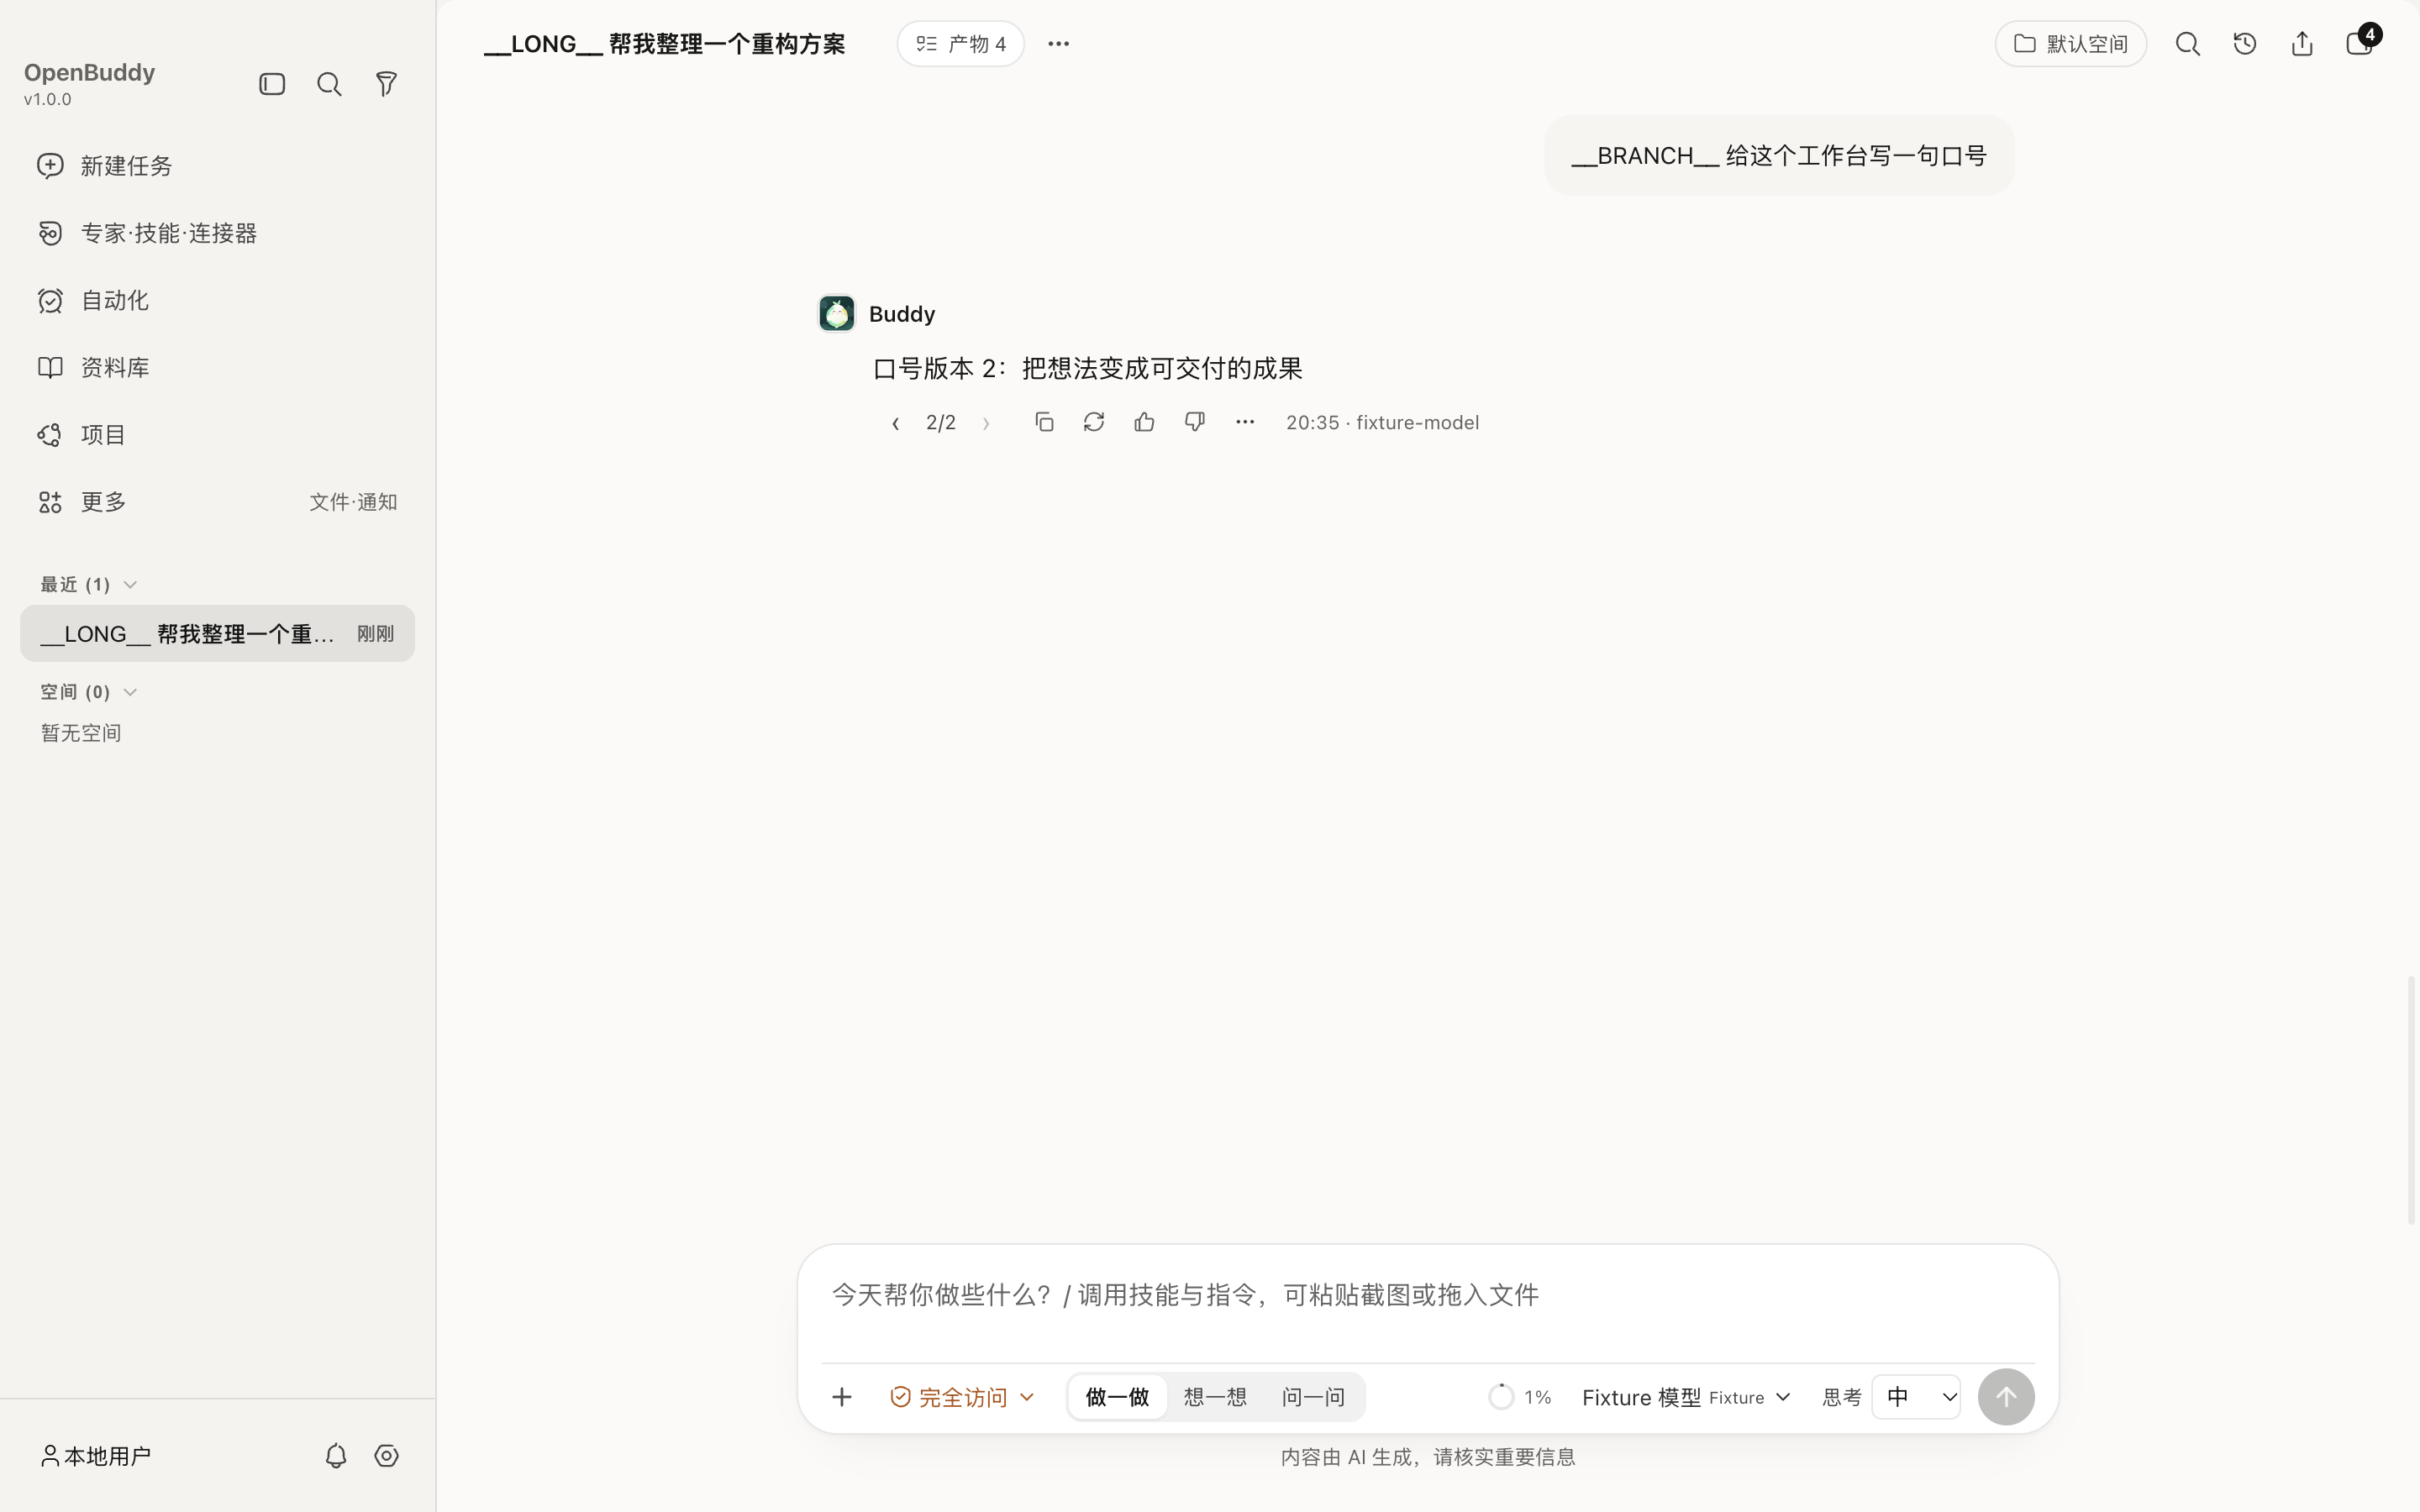 OpenBuddy
v1.0.0
新建任务
专家·技能·连接器
自动化
资料库
项目
更多
文件·通知
最近 (1)
__LONG__ 帮我整理一个重…
刚刚
空间 (0)
暂无空间
本地用户
__LONG__ 帮我整理一个重构方案
产物 4
默认空间
4
__BRANCH__ 给这个工作台写一句口号
Buddy
口号版本 2：把想法变成可交付的成果
2/2
20:35 · fixture-model
今天帮你做些什么？/ 调用技能与指令，可粘贴截图或拖入文件
完全访问
做一做
想一想
问一问
1%
Fixture 模型 Fixture
思考
中
内容由 AI 生成，请核实重要信息